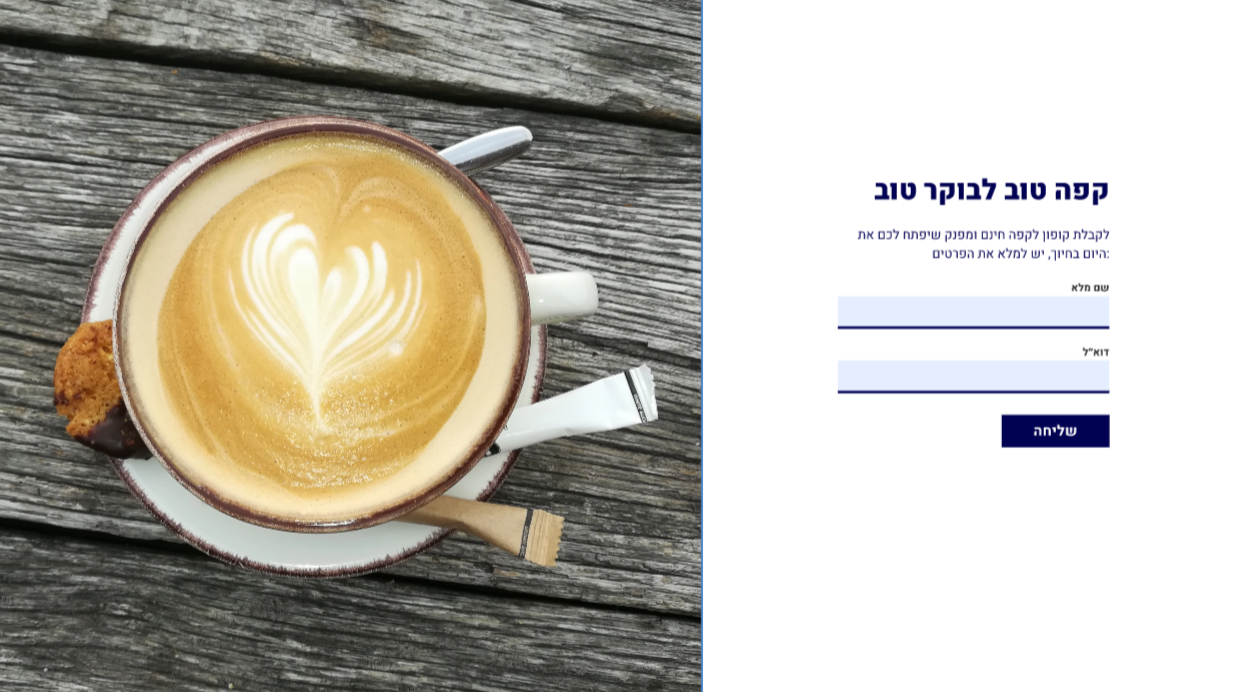 קפה טוב לבוקר טוב
לקבלת קופון לקפה חינם ומפנק שיפתח לכם את
היום בחיוך, יש למלא את הפרטים:
שם מלא
דוא"ל
שליחה